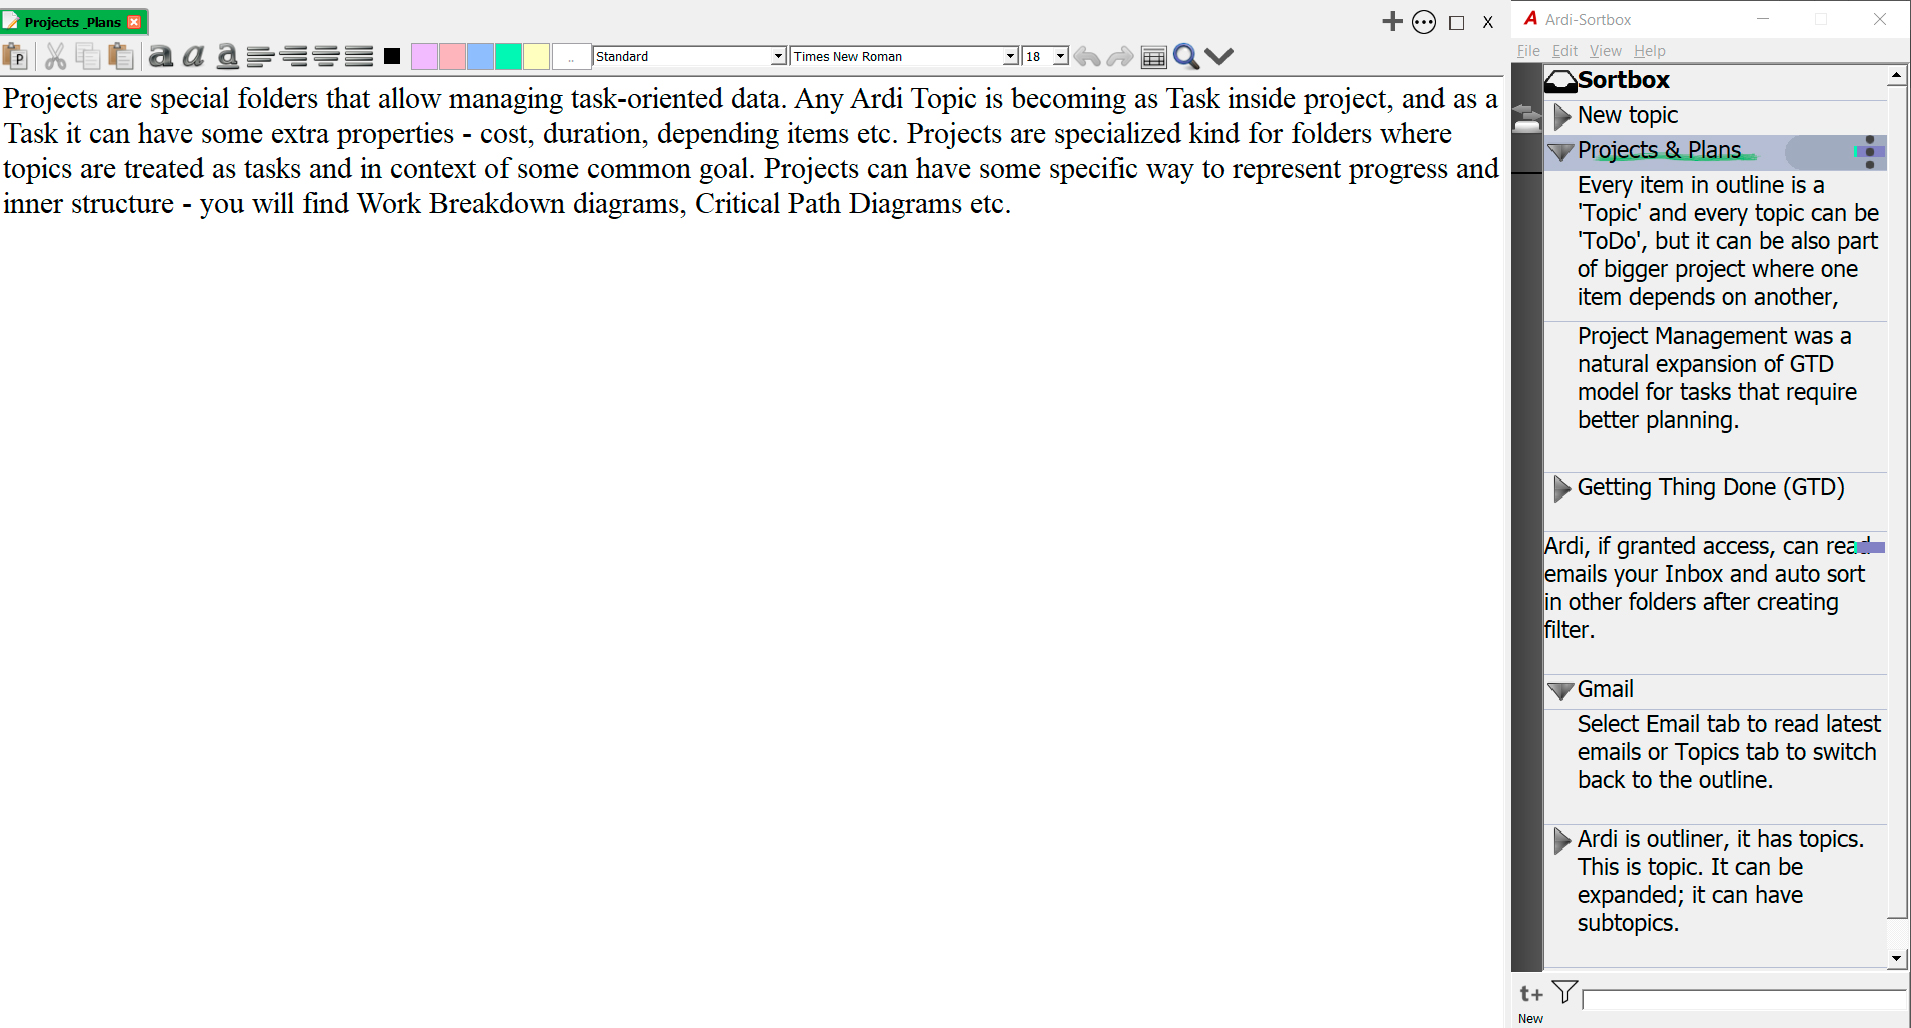 Projects _Plans
X
P
a a a
..
Standard
Times New Roman
18
Projects are special folders that allow managing task-oriented data. Any Ardi Topic is becoming as Task inside project, and as a
Task it can have some extra properties - cost, duration, depending items etc. Projects are specialized kind for folders where
topics are treated as tasks and in context of some common goal. Projects can have some specific way to represent progress and
inner structure - you will find Work Breakdown diagrams, Critical Path Diagrams etc.
A Ardi-Sortbox
File Edit View Help
Sortbox
New topic
Projects & Plans
Every item in outline is a
'Topic' and every topic can be
'ToDo', but it can be also part
of bigger project where one
item depends on another,
Project Management was a
natural expansion of GTD
model for tasks that require
better planning.
Getting Thing Done (GTD)
Ardi, if granted access, can read
emails your Inbox and auto sort
in other folders after creating
filter.
Gmail
Select Email tab to read latest
emails or Topics tab to switch
back to the outline.
Ardi is outliner, it has topics.
This is topic. It can be
expanded; it can have
subtopics.
t+
New